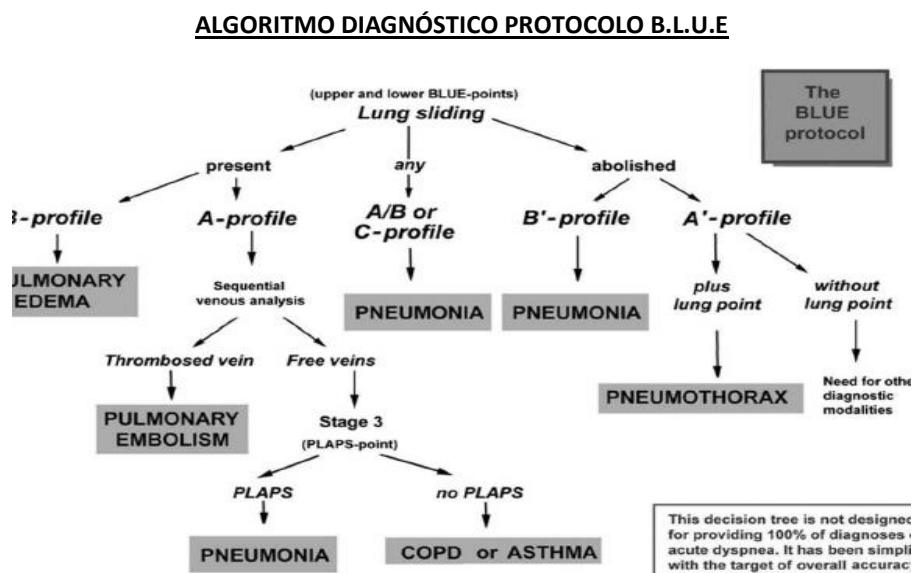 ALGORITMO DIAGNÓSTICO PROTOCOLO B.L.U.E
(upper and lower BLUE-points)
Lung sliding
The
BLUE
protocol
present
any
abolished
-profile
A-profile
A/B or
C-profile
B'-profile
A'-profile
ULMONARY
EDEMA
Sequential
venous analysis
PNEUMONIA
PNEUMONIA
plus
lung point
without
lung point
Thrombosed vein
Free veins
PULMONARY
EMBOLISM
Stage 3
(PLAPS-point)
PNEUMOTHORAX
Need for othe
diagnostic
modalities
PLAPS
no PLAPS
PNEUMONIA
COPD or ASTHMA
This decision tree is not designed
for providing 100% of diagnoses
acute dyspnea. It has been simpli
with the target of overall accurac